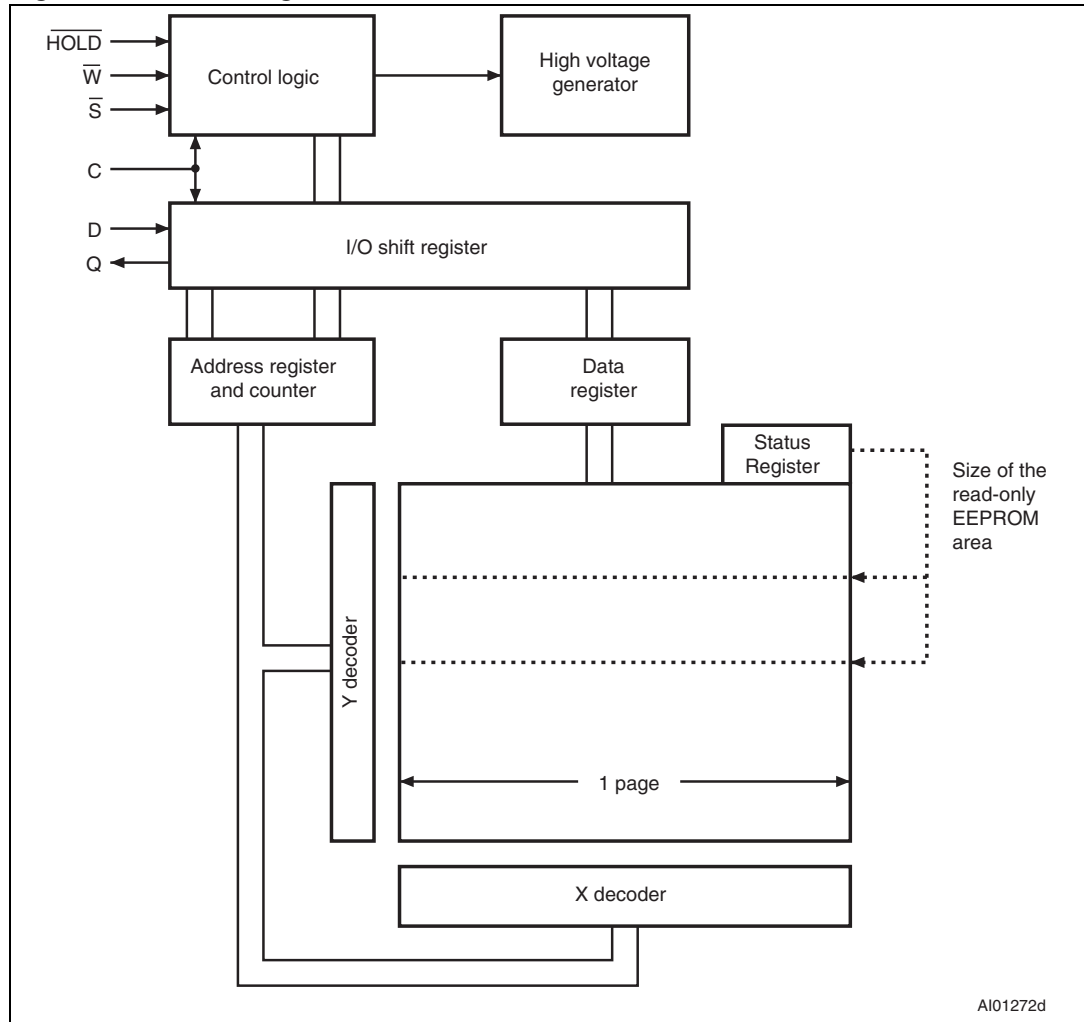 H̅O̅L̅D̅
W̅
S̅
C
D
Q
Control logic
High voltage
generator
I/O shift register
Address register
and counter
Data
register
Status
Register
Size of the
read-only
EEPROM
area
Y decoder
1 page
X decoder
AI01272d